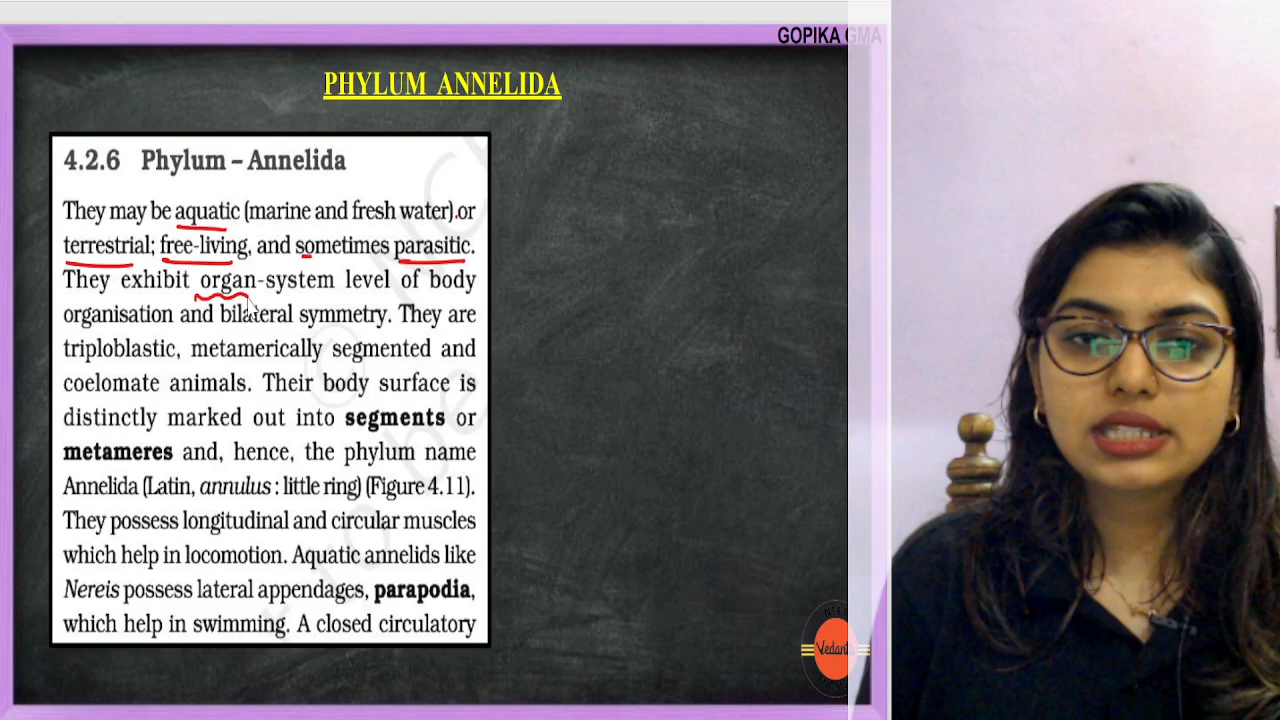 GOPIKA GMA
PHYLUM ANNELIDA
4.2.6 Phylum – Annelida
They may be aquatic (marine and fresh water) or
terrestrial; free-living, and sometimes parasitic.
They exhibit organ-system level of body
organisation and bilateral symmetry. They are
triploblastic, metamerically segmented and
coelomate animals. Their body surface is
distinctly marked out into segments or
metameres and, hence, the phylum name
Annelida (Latin, annulus : little ring) (Figure 4.11).
They possess longitudinal and circular muscles
which help in locomotion. Aquatic annelids like
Nereis possess lateral appendages, parapodia,
which help in swimming. A closed circulatory